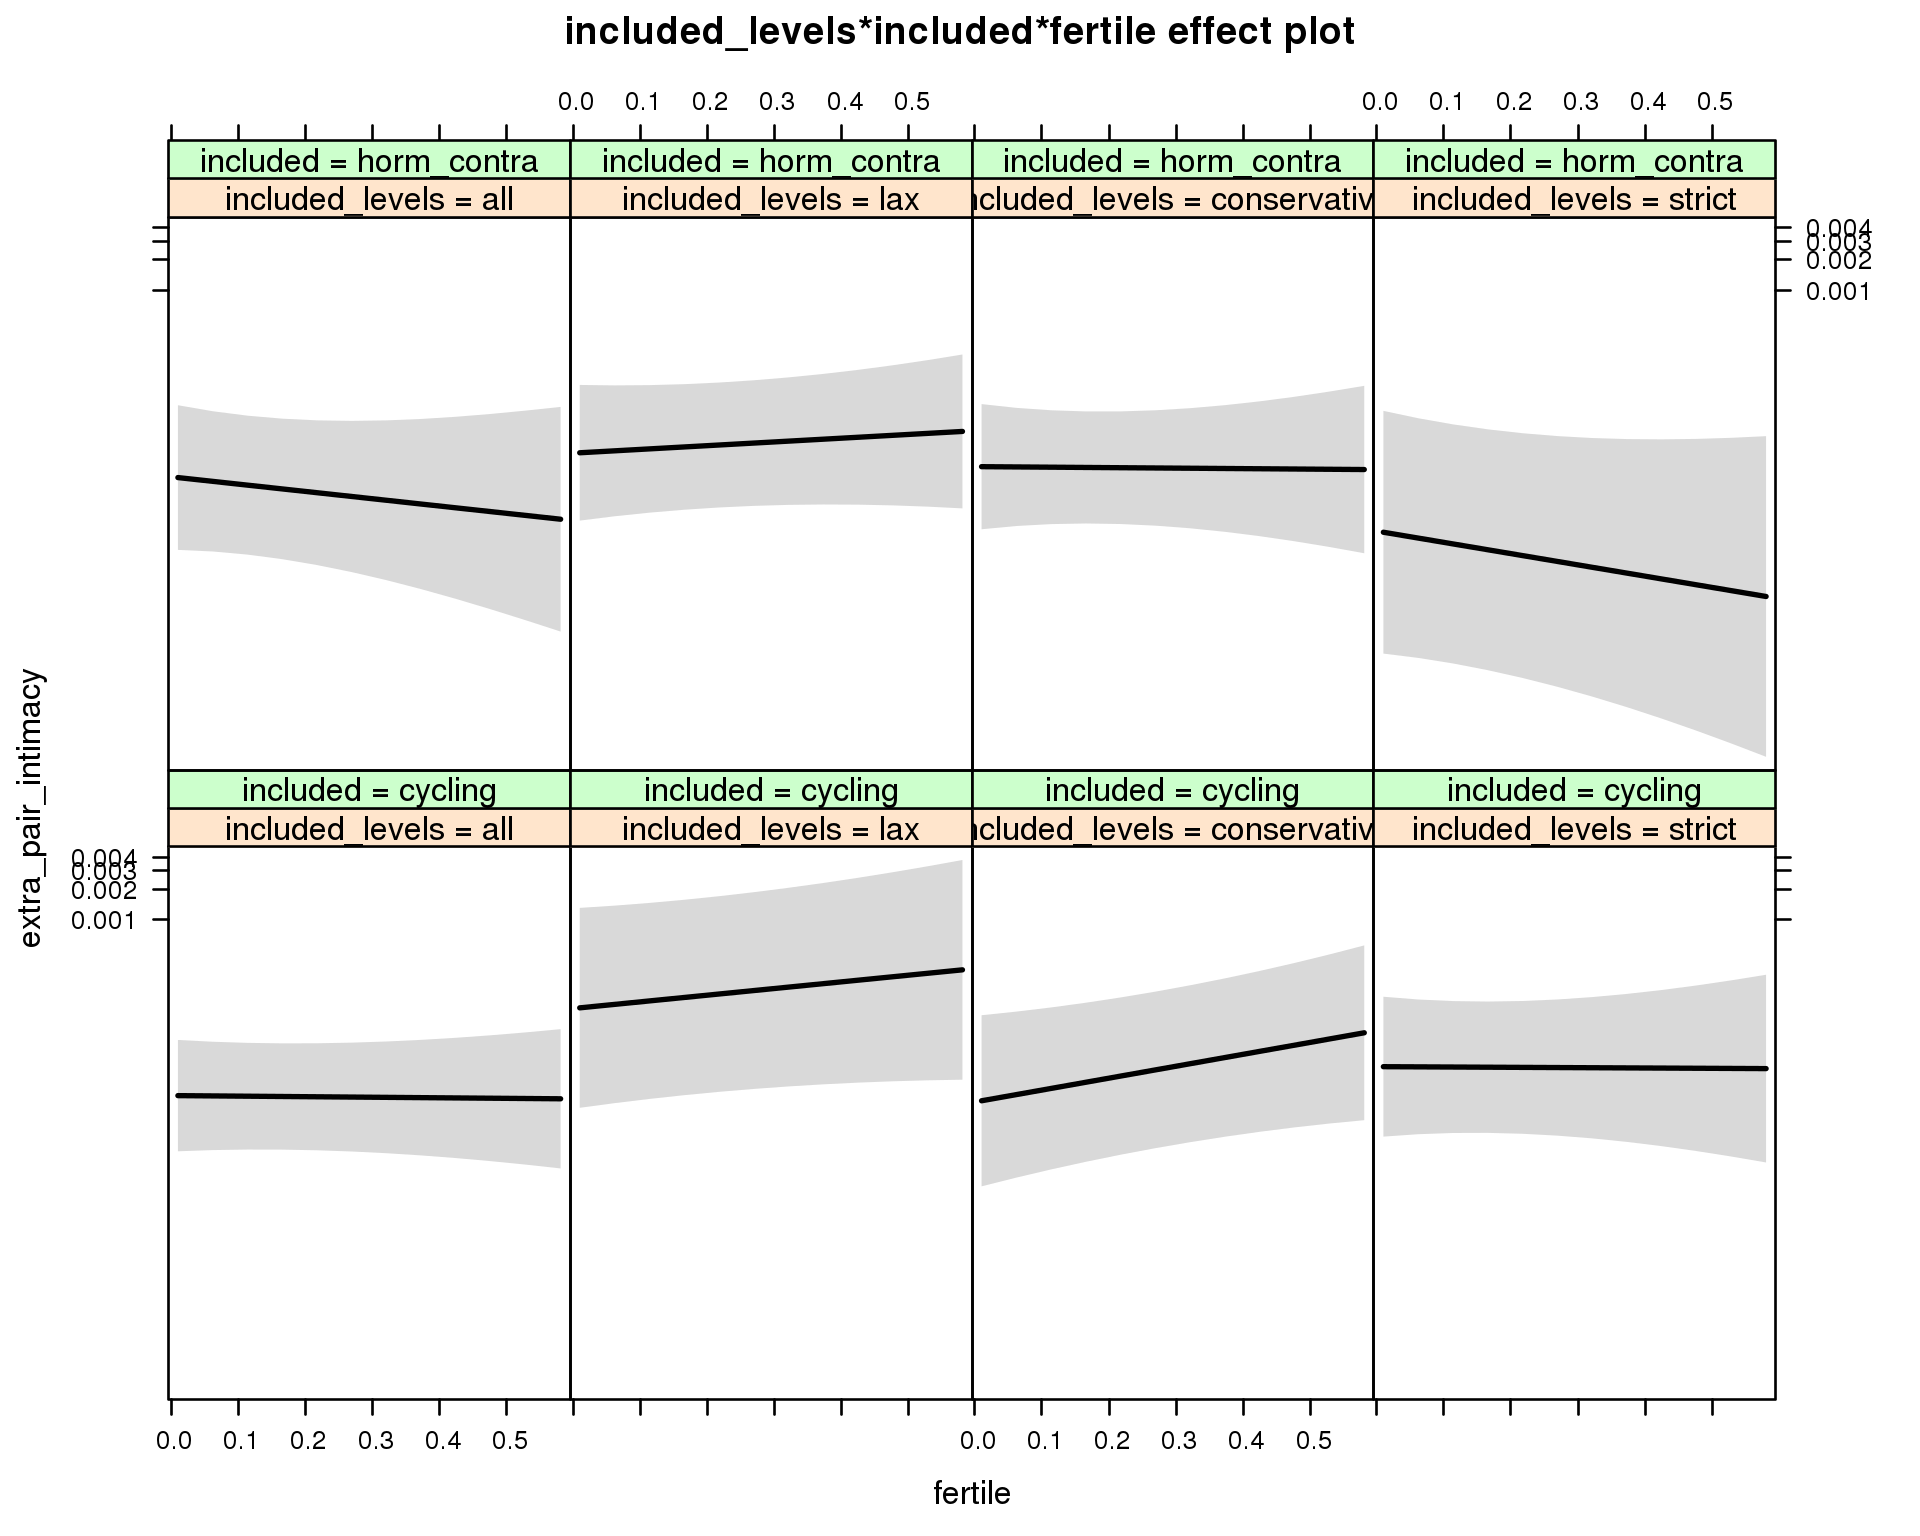 included_levels*included*fertile effect plot
0.0 0.1 0.2 0.3 0.4 0.5 0.0 0.1 0.2 0.3 0.4 0.5
included = horm_contra included = horm_contra included = horm_contra included = horm_contra
included_levels = all included_levels = lax ncluded_levels = conservativ included_levels = strict
0.004
0.003
0.002
0.001
extra_pair_intimacy
included = cycling included = cycling included = cycling included = cycling
included_levels = all included_levels = lax ncluded_levels = conservativ included_levels = strict
0.004
0.003
0.002
0.001
0.0 0.1 0.2 0.3 0.4 0.5 0.0 0.1 0.2 0.3 0.4 0.5
fertile